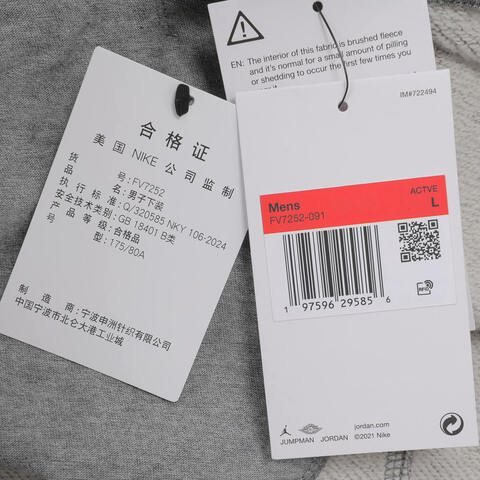 EN: The interior of this fabric is brushed fleece
and it's normal for a small amount of pilling
or shedding to occur the first few times you
IM#722494
合格证
美国 NIKE 公司监制
货号: FV7252
品名: 男子下装
执行标准: Q/320585 NKY 106-2024
安全技术类别: GB 18401 B类
产品等级: 合格品
型: 175/80A
制造商: 宁波申洲针织有限公司
中国宁波市北仑大港工业城
ACTVE
Mens L
FV7252-091
1 97596 29585 6
RFID
jordan.com
JUMPMAN JORDAN ©2021 Nike